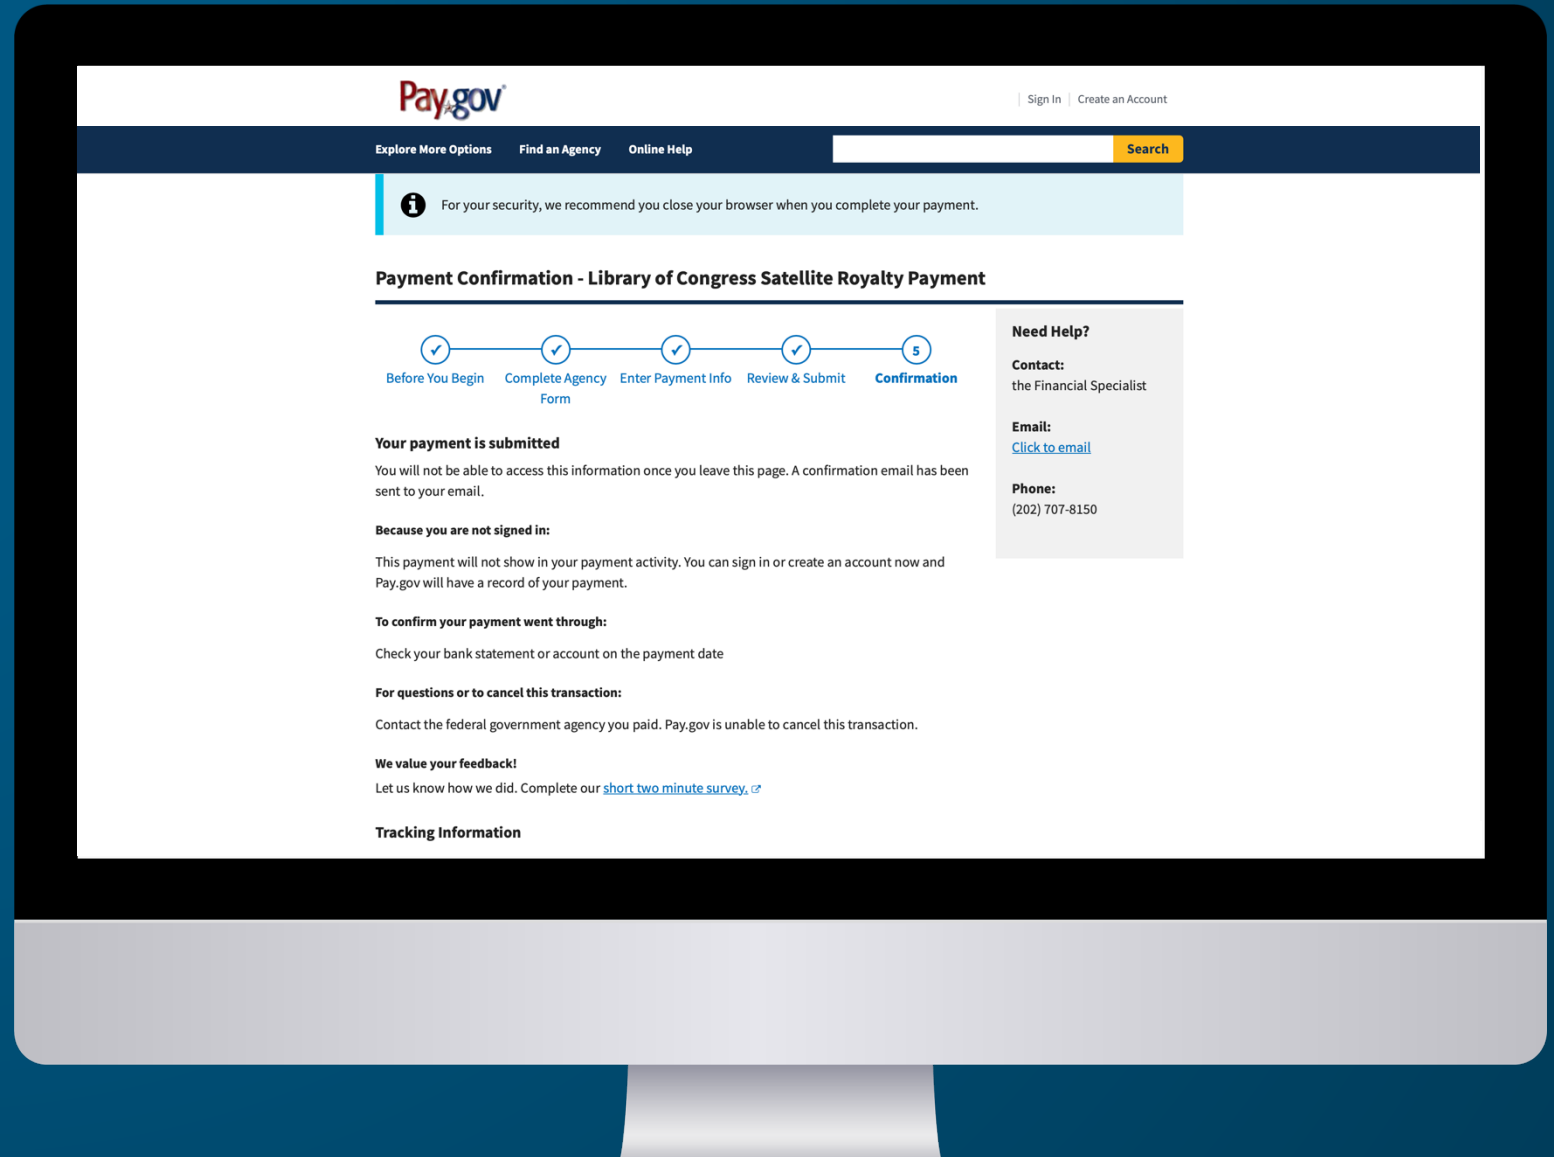 Pay.gov
Sign In | Create an Account
Explore More Options Find an Agency Online Help Search
For your security, we recommend you close your browser when you complete your payment.
Payment Confirmation - Library of Congress Satellite Royalty Payment
✓ ✓ ✓ ✓ 5
Before You Begin Complete Agency Enter Payment Info Review & Submit Confirmation
Form
Your payment is submitted
You will not be able to access this information once you leave this page. A confirmation email has been
sent to your email.
Because you are not signed in:
This payment will not show in your payment activity. You can sign in or create an account now and
Pay.gov will have a record of your payment.
To confirm your payment went through:
Check your bank statement or account on the payment date
For questions or to cancel this transaction:
Contact the federal government agency you paid. Pay.gov is unable to cancel this transaction.
We value your feedback!
Let us know how we did. Complete our short two minute survey.
Tracking Information
Need Help?
Contact:
the Financial Specialist
Email:
Click to email
Phone:
(202) 707-8150